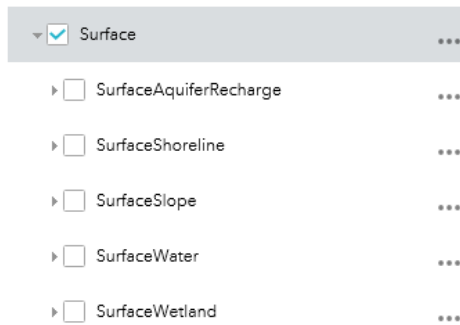 Surface
SurfaceAquiferRecharge
SurfaceShoreline
SurfaceSlope
SurfaceWater
SurfaceWetland